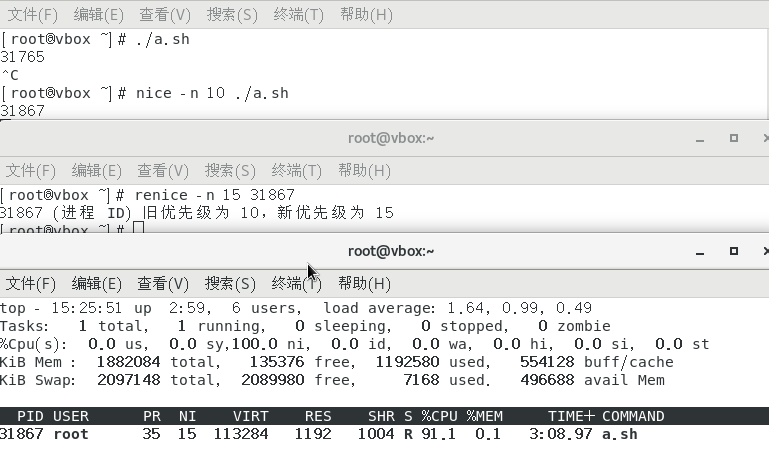 文件(F) 编辑(E) 查看(V) 搜索(S) 终端(T) 帮助(H)
[root@vbox ~]# ./a.sh
31765
^C
[root@vbox ~]# nice -n 10 ./a.sh
31867
root@vbox:~
文件(F) 编辑(E) 查看(V) 搜索(S) 终端(T) 帮助(H)
[root@vbox ~]# renice -n 15 31867
31867 (进程 ID) 旧优先级为 10，新优先级为 15
[root@vbox ~]#
root@vbox:~
文件(F) 编辑(E) 查看(V) 搜索(S) 终端(T) 帮助(H)
top - 15:25:51 up 2:59, 6 users, load average: 1.64, 0.99, 0.49
Tasks: 1 total, 1 running, 0 sleeping, 0 stopped, 0 zombie
%Cpu(s): 0.0 us, 0.0 sy,100.0 ni, 0.0 id, 0.0 wa, 0.0 hi, 0.0 si, 0.0 st
KiB Mem : 1882084 total, 135376 free, 1192580 used, 554128 buff/cache
KiB Swap: 2097148 total, 2089980 free, 7168 used. 496688 avail Mem
PID USER PR NI VIRT RES SHR S %CPU %MEM TIME+ COMMAND
31867 root 35 15 113284 1192 1004 R 91.1 0.1 3:08.97 a.sh